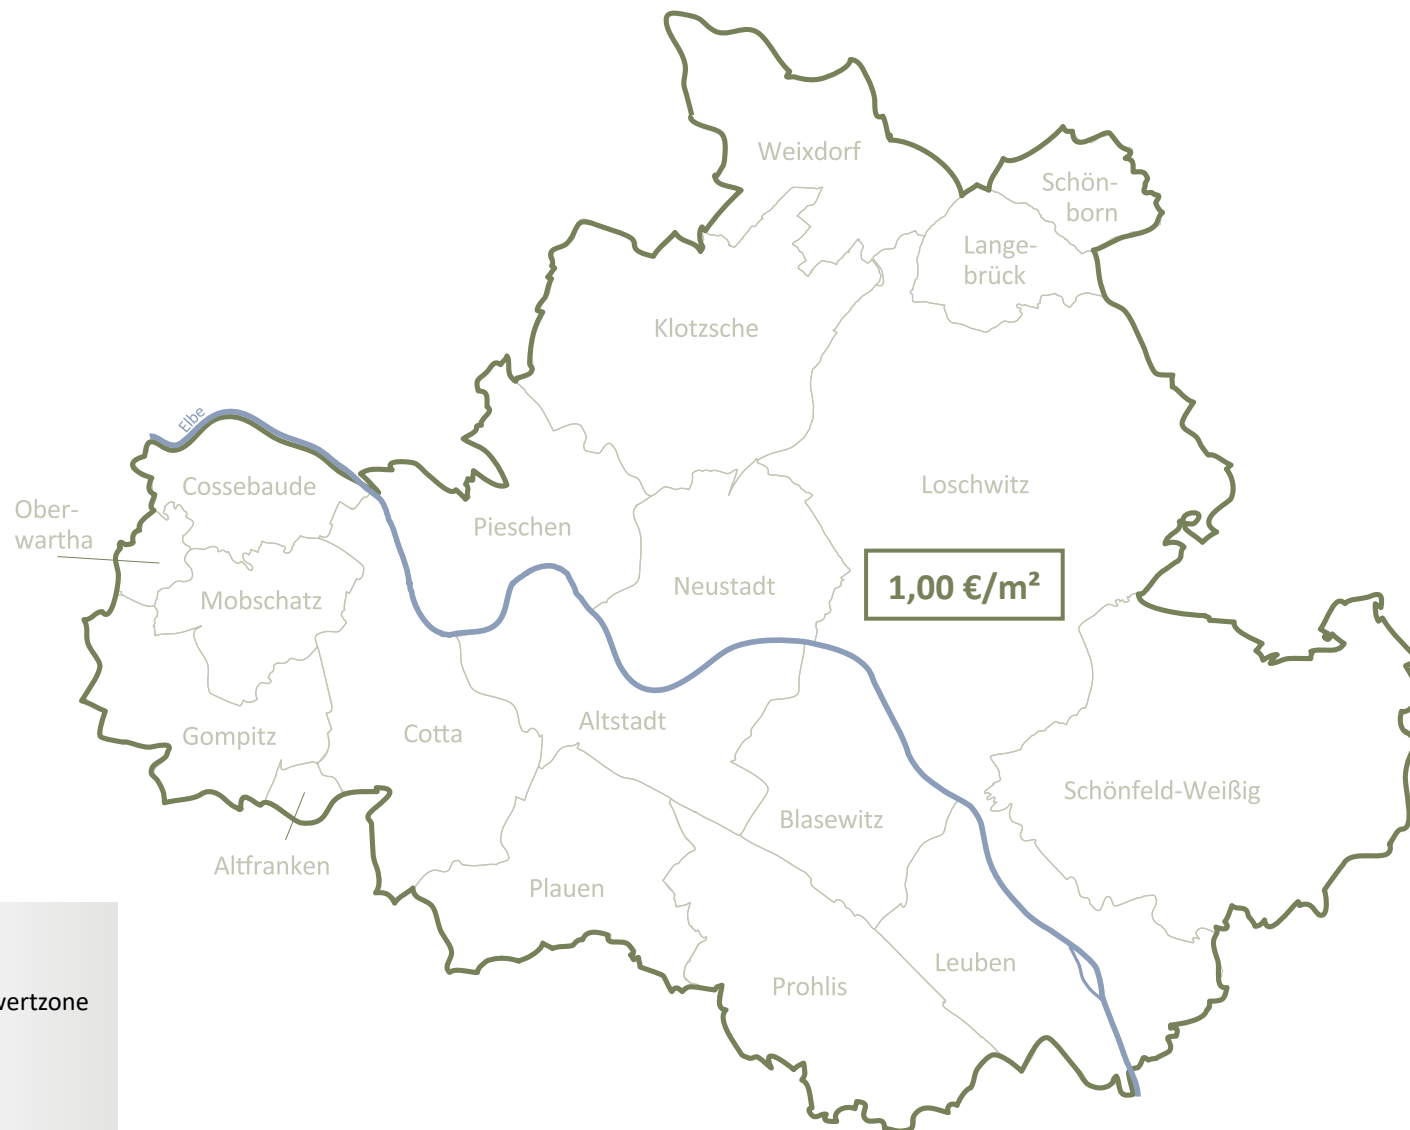 Weixdorf
Schön-
born
Lange-
brück
Klotzsche
Elbe
Cossebaude
Loschwitz
Ober-
wartha
Pieschen
Neustadt
1,00 €/m²
Mobschatz
Gompitz
Cotta
Altstadt
Schönfeld-Weißig
Blasewitz
Altfranken
Plauen
Leuben
Prohlis
wertzone